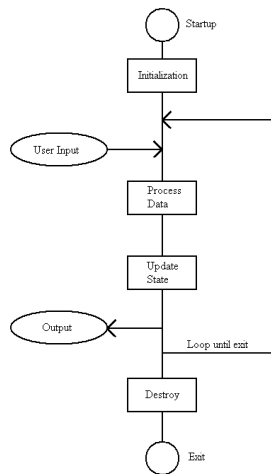 Startup
Initialization
User Input
Process
Data
Update
State
Output
Loop until exit
Destroy
Exit